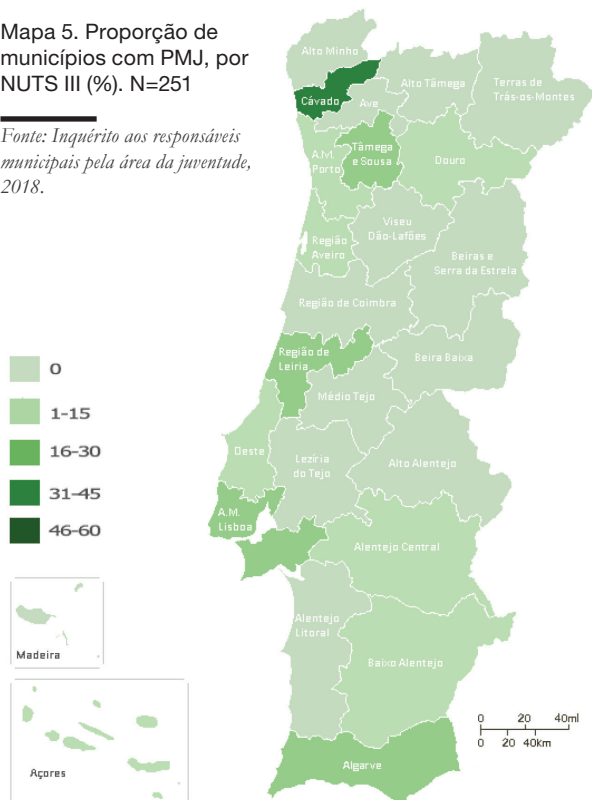 Mapa 5. Proporção de
municípios com PMJ, por
NUTS III (%). N=251
Fonte: Inquérito aos responsáveis
municipais pela área da juventude,
2018.
Alto Minho
Cávado
Ave
Alto Tâmega
Terras de
Trás-os-Montes
A.M.
Porto
Tâmega
e Sousa
Douro
Região
Aveiro
Viseu
Dão-Lafões
Beiras e
Serra da Estrela
Região de Coimbra
Região de
Leiria
Beira Baixa
Médio Tejo
Oeste
Lezíria
do Tejo
Alto Alentejo
A.M.
Lisboa
Alentejo Central
Alentejo
Litoral
Baixo Alentejo
Algarve
0
1-15
16-30
31-45
46-60
Madeira
Açores
0 20 40ml
0 20 40km